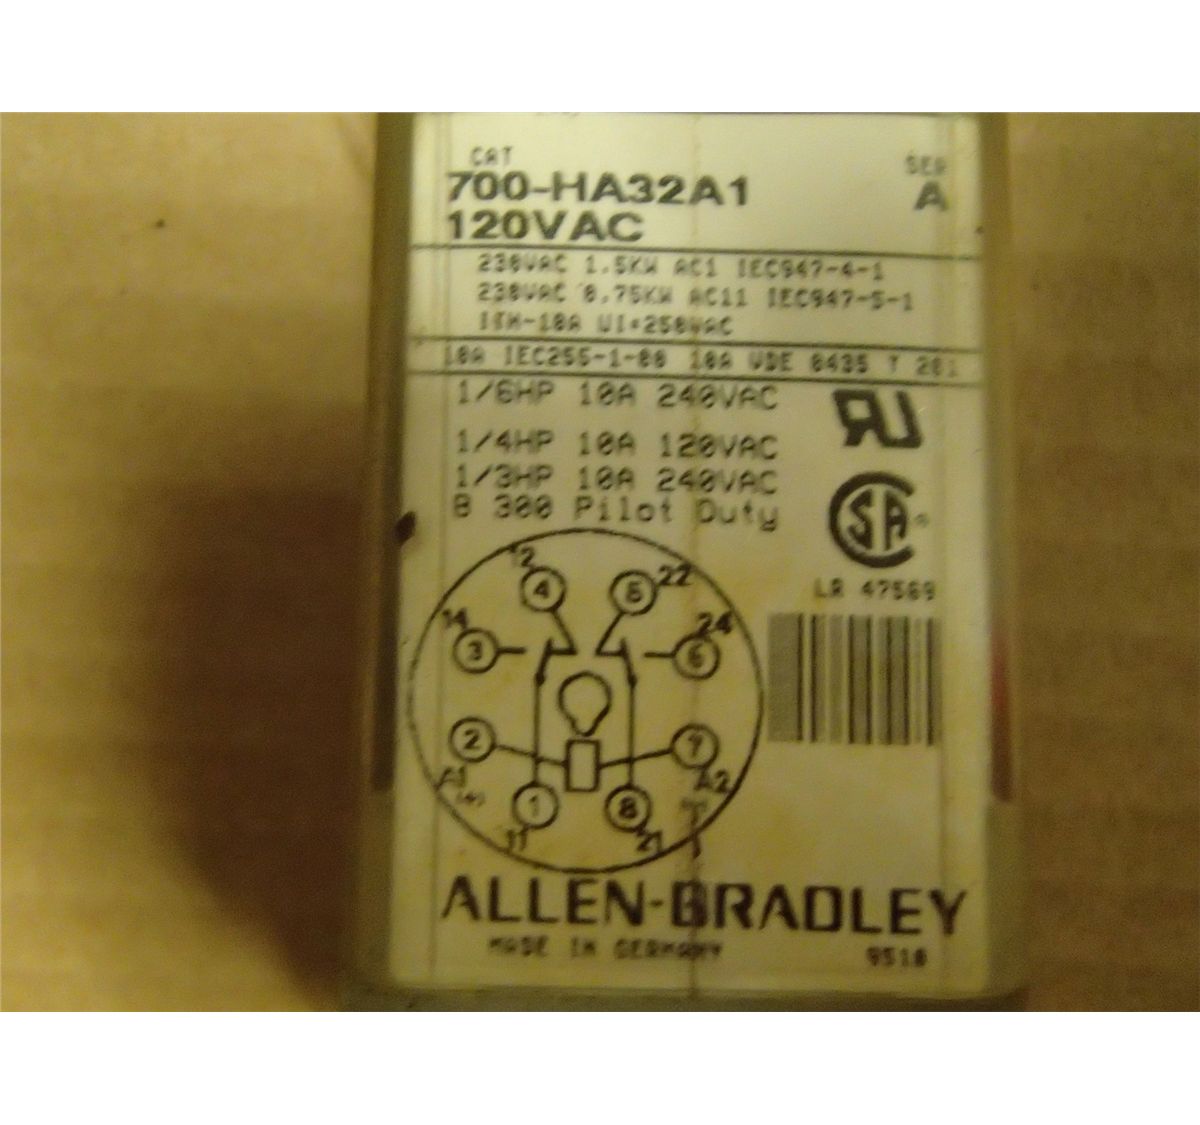 CAT
SER
700-HA32A1
A
120VAC
230VAC 1.5KW AC1 IEC947-4-1
230VAC 0.75KW AC11 IEC947-5-1
ITH=10A UI=250VAC
10A IEC255-1-00 10A VDE 0435 T 201
1/6HP 10A 240VAC
1/4HP 10A 120VAC
1/3HP 10A 240VAC
B 300 Pilot Duty
SA
LR 47569
12
22
4
5
14
24
3
6
2
7
A1
A2
(+)
1
8
11
21
ALLEN-BRADLEY
MADE IN GERMANY
9510